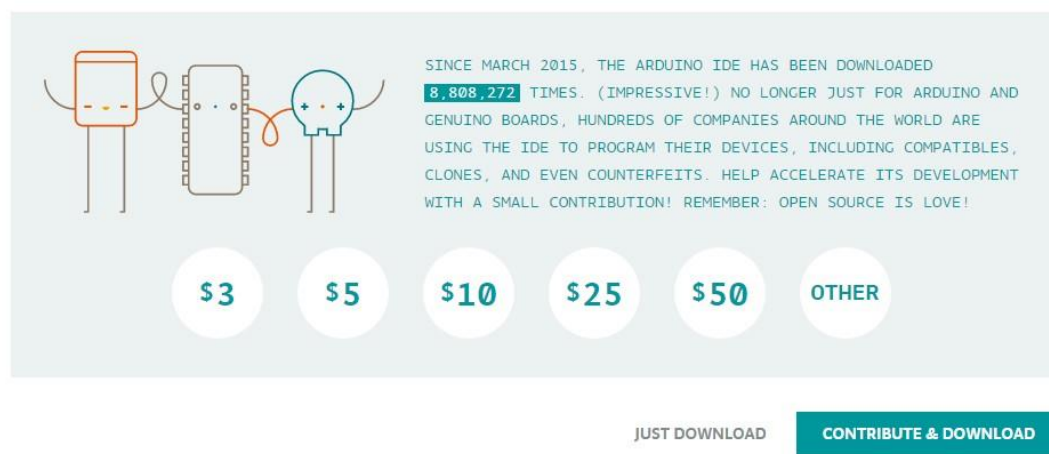 SINCE MARCH 2015, THE ARDUINO IDE HAS BEEN DOWNLOADED
8,808,272 TIMES. (IMPRESSIVE!) NO LONGER JUST FOR ARDUINO AND
GENUINO BOARDS, HUNDREDS OF COMPANIES AROUND THE WORLD ARE
USING THE IDE TO PROGRAM THEIR DEVICES, INCLUDING COMPATIBLES,
CLONES, AND EVEN COUNTERFEITS. HELP ACCELERATE ITS DEVELOPMENT
WITH A SMALL CONTRIBUTION! REMEMBER: OPEN SOURCE IS LOVE!
$3 $5 $10 $25 $50 OTHER
JUST DOWNLOAD CONTRIBUTE & DOWNLOAD